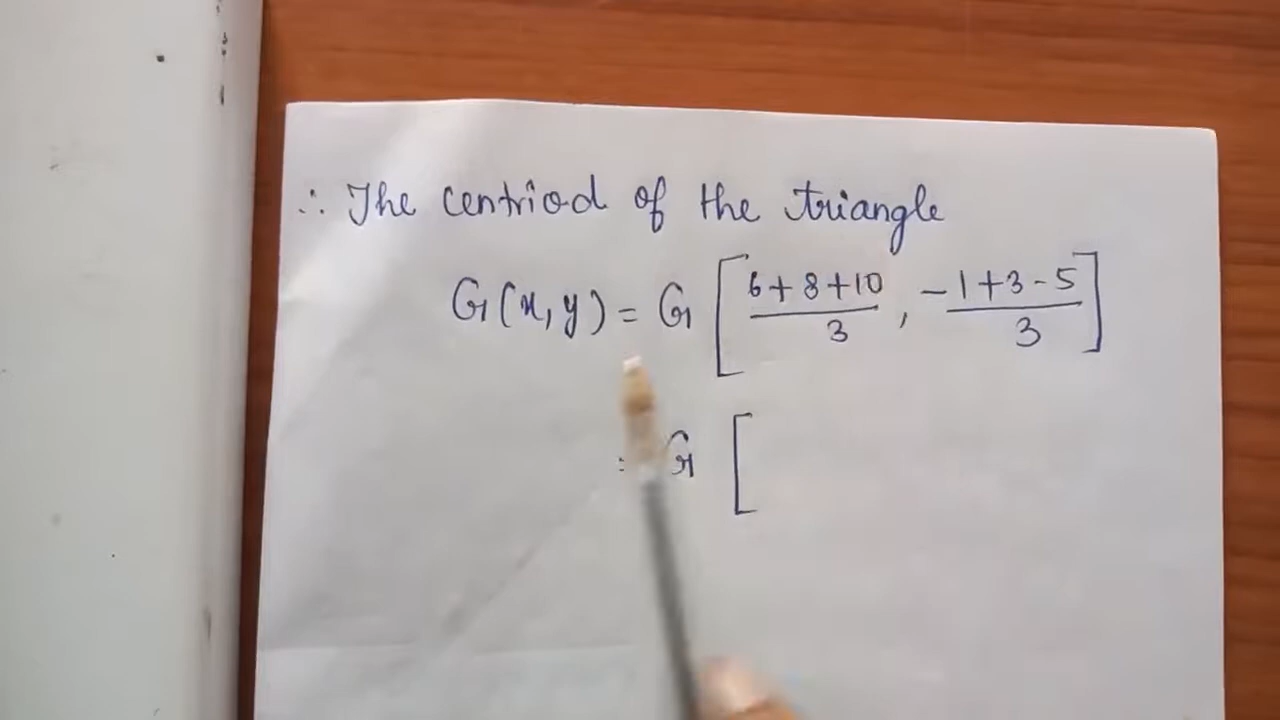 ∴ The centriod of the triangle
G(x, y) = G [ 6+8+10 / 3 , -1+3-5 / 3 ]
= G [